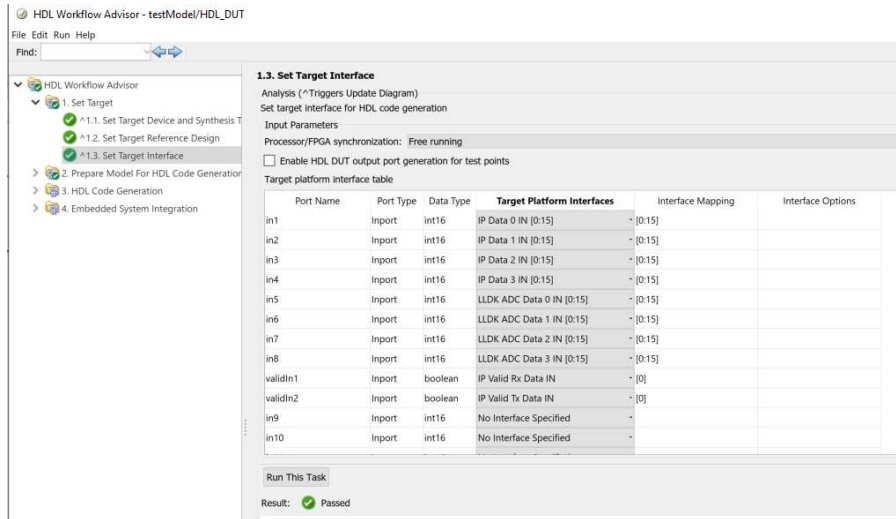 HDL Workflow Advisor - testModel/HDL_DUT
File Edit Run Help
Find:
HDL Workflow Advisor
1. Set Target
^1.1. Set Target Device and Synthesis T
^1.2. Set Target Reference Design
^1.3. Set Target Interface
2. Prepare Model For HDL Code Generation
3. HDL Code Generation
4. Embedded System Integration
1.3. Set Target Interface
Analysis (^Triggers Update Diagram)
Set target interface for HDL code generation
Input Parameters
Processor/FPGA synchronization: Free running
Enable HDL DUT output port generation for test points
Target platform interface table
Port Name Port Type Data Type Target Platform Interfaces Interface Mapping Interface Options
in1 Inport int16 IP Data 0 IN [0:15] [0:15]
in2 Inport int16 IP Data 1 IN [0:15] [0:15]
in3 Inport int16 IP Data 2 IN [0:15] [0:15]
in4 Inport int16 IP Data 3 IN [0:15] [0:15]
in5 Inport int16 LLDK ADC Data 0 IN [0:15] [0:15]
in6 Inport int16 LLDK ADC Data 1 IN [0:15] [0:15]
in7 Inport int16 LLDK ADC Data 2 IN [0:15] [0:15]
in8 Inport int16 LLDK ADC Data 3 IN [0:15] [0:15]
validIn1 Inport boolean IP Valid Rx Data IN [0]
validIn2 Inport boolean IP Valid Tx Data IN [0]
in9 Inport int16 No Interface Specified
in10 Inport int16 No Interface Specified
Run This Task
Result: Passed